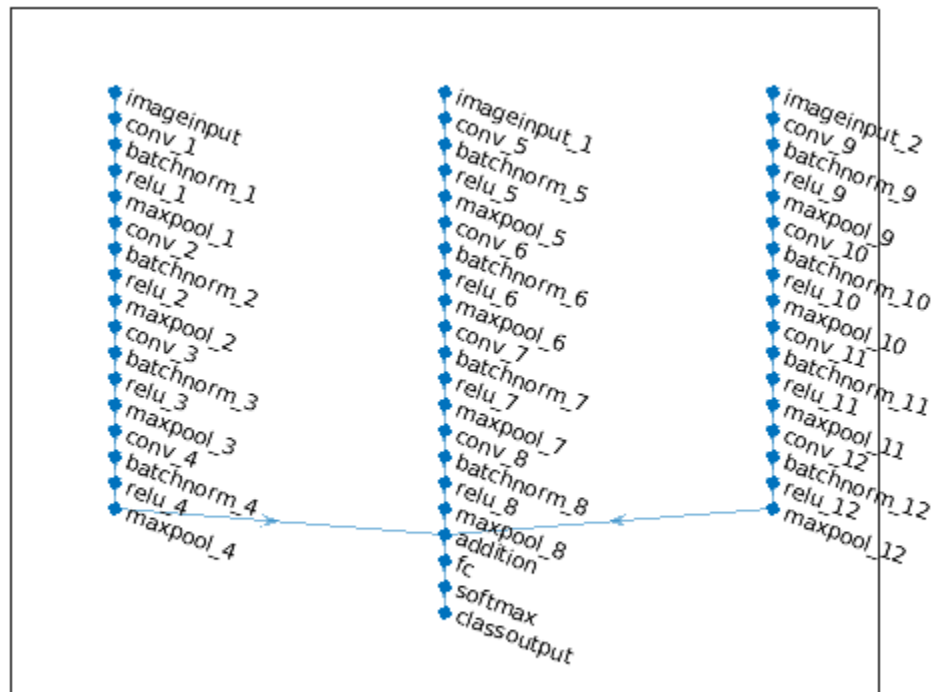 imageinput
conv_1
batchnorm_1
relu_1
maxpool_1
conv_2
batchnorm_2
relu_2
maxpool_2
conv_3
batchnorm_3
relu_3
maxpool_3
conv_4
batchnorm_4
relu_4
maxpool_4
imageinput_1
conv_5
batchnorm_5
relu_5
maxpool_5
conv_6
batchnorm_6
relu_6
maxpool_6
conv_7
batchnorm_7
relu_7
maxpool_7
conv_8
batchnorm_8
relu_8
maxpool_8
addition
fc
softmax
classoutput
imageinput_2
conv_9
batchnorm_9
relu_9
maxpool_9
conv_10
batchnorm_10
relu_10
maxpool_10
conv_11
batchnorm_11
relu_11
maxpool_11
conv_12
batchnorm_12
relu_12
maxpool_12